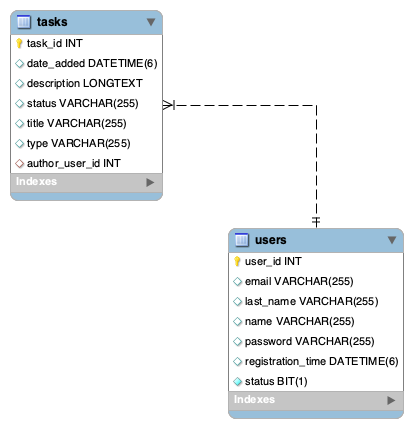 tasks
task_id INT
date_added DATETIME(6)
description LONGTEXT
status VARCHAR(255)
title VARCHAR(255)
type VARCHAR(255)
author_user_id INT
Indexes
users
user_id INT
email VARCHAR(255)
last_name VARCHAR(255)
name VARCHAR(255)
password VARCHAR(255)
registration_time DATETIME(6)
status BIT(1)
Indexes